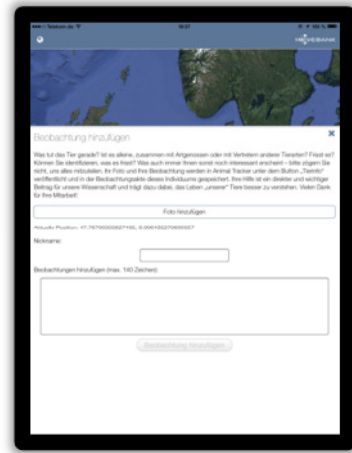 Telekom.de
MOVEBANK
Beobachtung hinzufügen
Was tut das Tier gerade? Ist es alleine, zusammen mit Artgenossen oder mit Vertretern anderer Tierarten? Frisst es?
Können Sie identifizieren, was es frisst? Was auch immer Ihnen sonst noch interessant erscheint – bitte zögern Sie
nicht, uns alles mitzuteilen. Ihr Foto und Ihre Beobachtung werden in Animal Tracker unter dem Button „TierInfo“
veröffentlicht und in der Beobachtungsakte dieses Individuums gespeichert. Ihre Hilfe ist ein direkter und wichtiger
Beitrag für unsere Wissenschaft und trägt dazu dabei, das Leben „unserer“ Tiere besser zu verstehen. Vielen Dank
für Ihre Mitarbeit!
Foto hinzufügen
Aktuelle Position:
Nickname:
Beobachtungen hinzufügen (max. 140 Zeichen)
Beobachtung hinzufügen